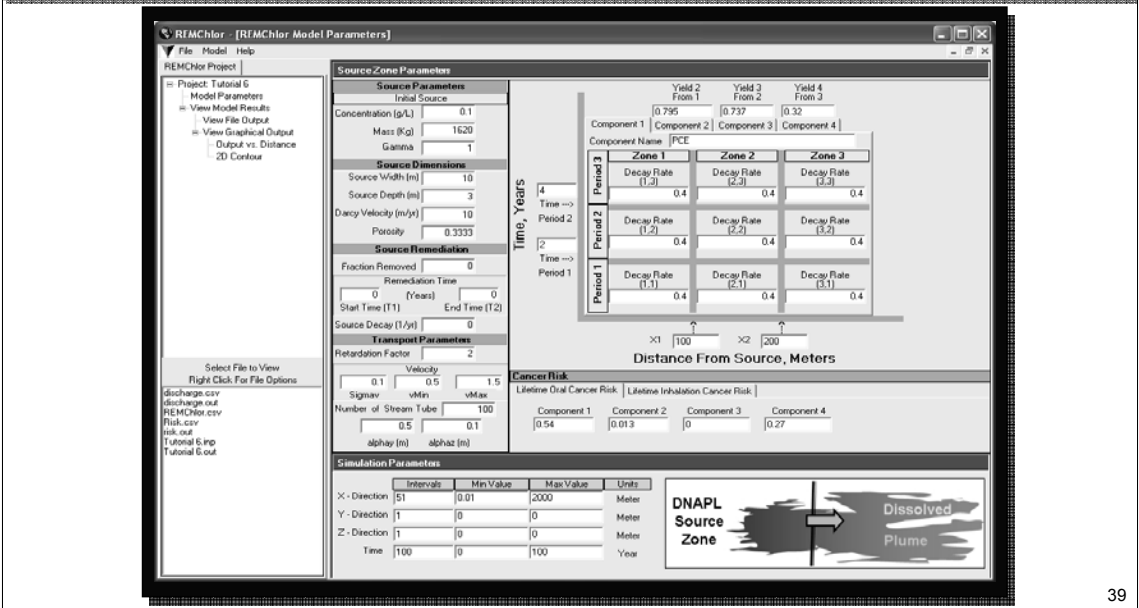 REMChlor - [REMChlor Model Parameters]
File Model Help
REMChlor Project
Project: Tutorial 6
Model Parameters
View Model Results
View File Output
View Graphical Output
Output vs. Distance
2D Contour
Select File to View
Right Click For File Options
discharge.csv
discharge.out
REMChlor.csv
Risk.csv
risk.out
Tutorial 6.inp
Tutorial 6.out
Source Zone Parameters
Source Parameters
Initial Source
Concentration (g/L) 0.1
Mass (Kg) 1620
Gamma 1
Source Dimensions
Source Width (m) 10
Source Depth (m) 3
Darcy Velocity (m/yr) 10
Porosity 0.3333
Source Remediation
Fraction Removed 0
Remediation Time
0 (Years) 0
Start Time (T1) End Time (T2)
Source Decay (1/yr) 0
Transport Parameters
Retardation Factor 2
Velocity
0.1 0.5 1.5
Sigmav vMin vMax
Number of Stream Tube 100
0.5 0.1
alphay (m) alphaz (m)
Yield 2 From 1 Yield 3 From 2 Yield 4 From 3
0.795 0.737 0.32
Component 1 Component 2 Component 3 Component 4
Component Name PCE
Zone 1 Zone 2 Zone 3
Period 3
Decay Rate (1,3) Decay Rate (2,3) Decay Rate (3,3)
0.4 0.4 0.4
Period 2
Decay Rate (1,2) Decay Rate (2,2) Decay Rate (3,2)
0.4 0.4 0.4
Period 1
Decay Rate (1,1) Decay Rate (2,1) Decay Rate (3,1)
0.4 0.4 0.4
Time, Years
4
Time -->
Period 2
2
Time -->
Period 1
X1 100 X2 200
Distance From Source, Meters
Cancer Risk
Lifetime Oral Cancer Risk Lifetime Inhalation Cancer Risk
Component 1 Component 2 Component 3 Component 4
0.54 0.013 0 0.27
Simulation Parameters
Intervals Min Value Max Value Units
X - Direction 51 0.01 2000 Meter
Y - Direction 1 0 0 Meter
Z - Direction 1 0 0 Meter
Time 100 0 100 Year
DNAPL
Source
Zone
Dissolved
Plume
39